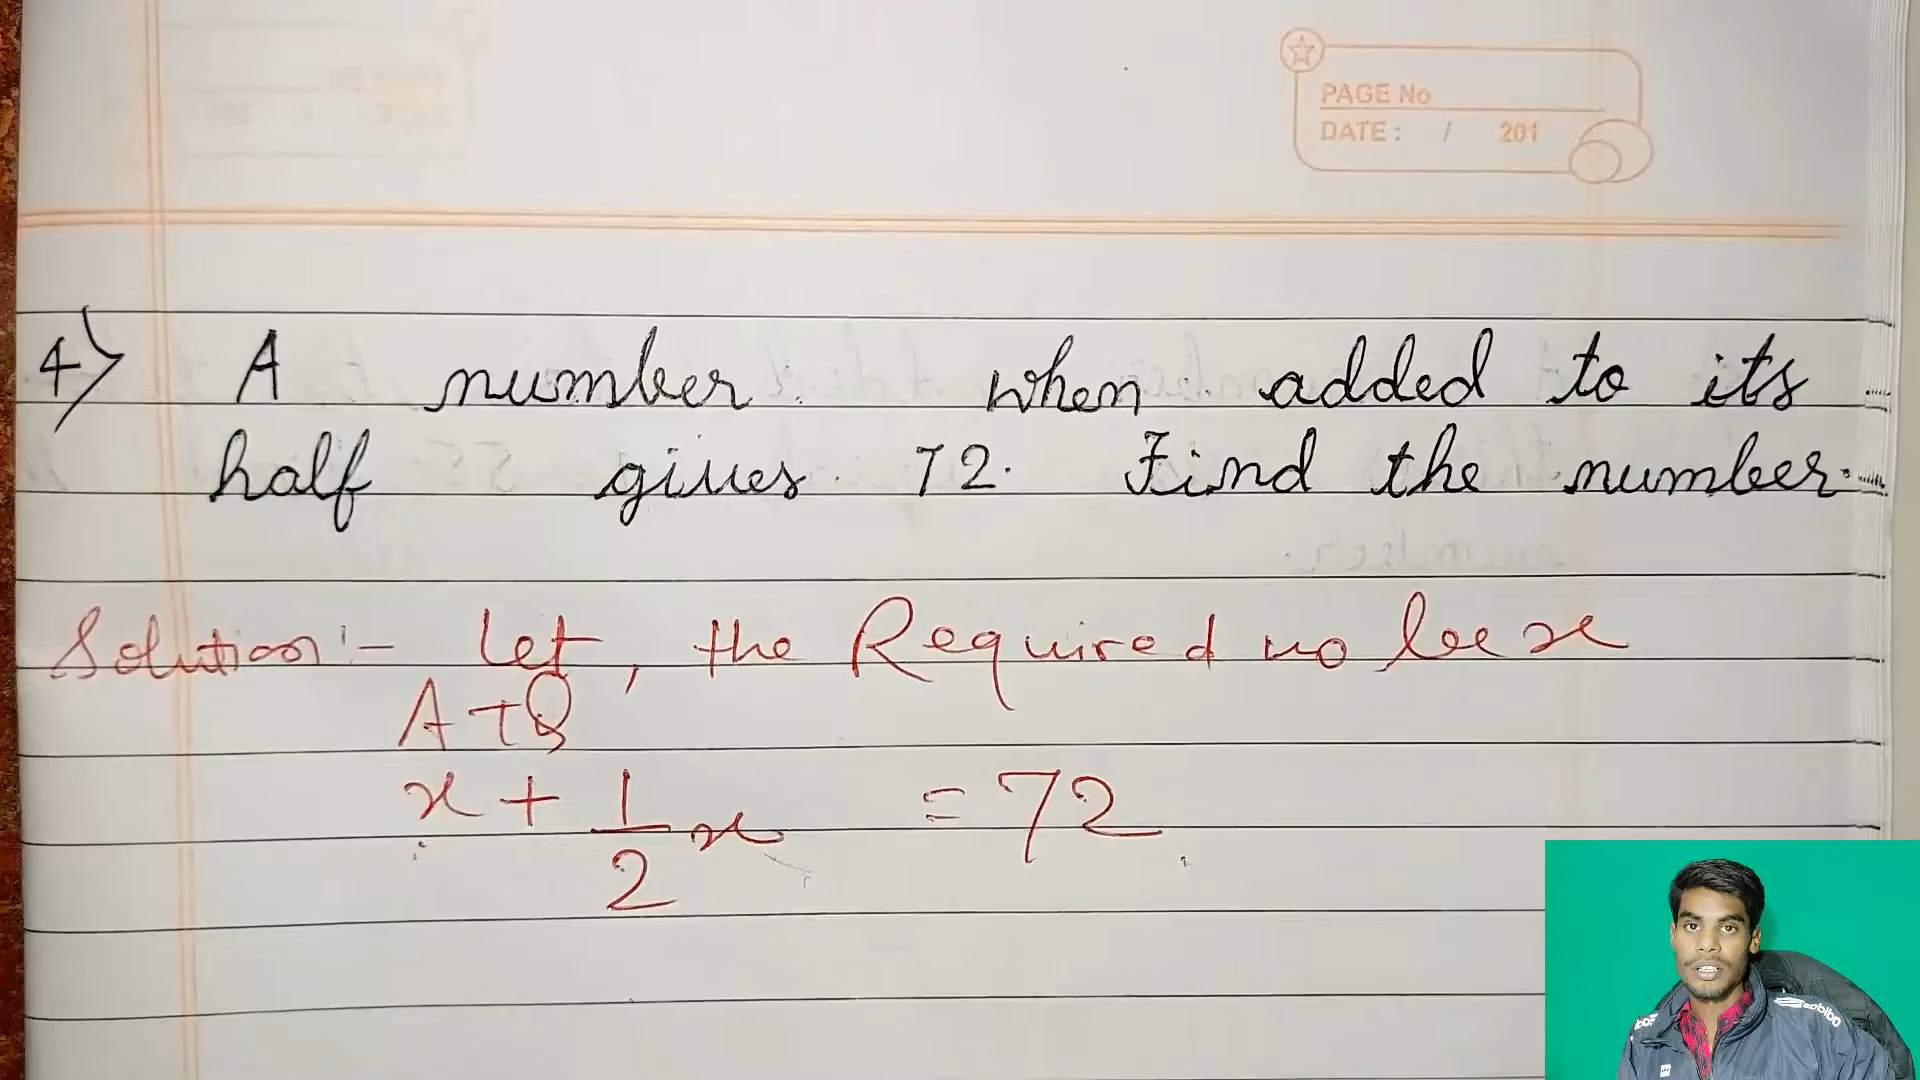 PAGE No
DATE : / 201
4) A number when added to its
half gives 72. Find the number.
Solution:- Let, the Required no be x
ATQ
x + 1/2 x = 72